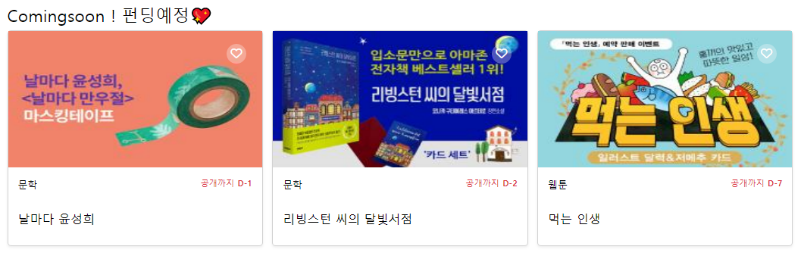 Comingsoon ! 펀딩예정
날마다 윤성희,
<날마다 만우절>
마스킹테이프
입소문만으로 아마존
전자책 베스트셀러 1위!
리빙스턴 씨의 달빛서점
'카드 세트'
『먹는 인생』 예약 판매 이벤트
먹는 인생
일러스트 달력&저메추 카드
문학
공개까지 D-1
날마다 윤성희
문학
공개까지 D-2
리빙스턴 씨의 달빛서점
웹툰
공개까지 D-7
먹는 인생